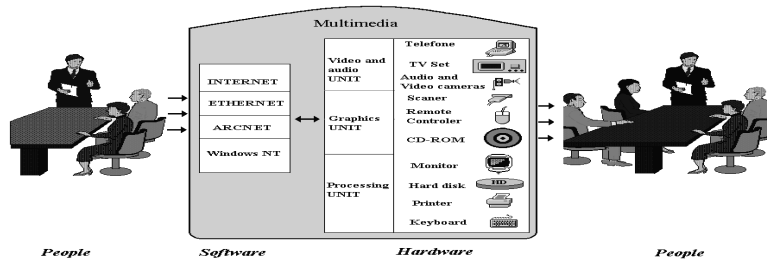 Multimedia
INTERNET
ETHERNET
ARCNET
Windows NT
Video and
audio
UNIT
Graphics
UNIT
Processing
UNIT
Telefone
TV Set
Audio and
Video cameras
Scaner
Remote
Controler
CD-ROM
Monitor
Hard disk
HD
Printer
Keyboard
People
Software
Hardware
People